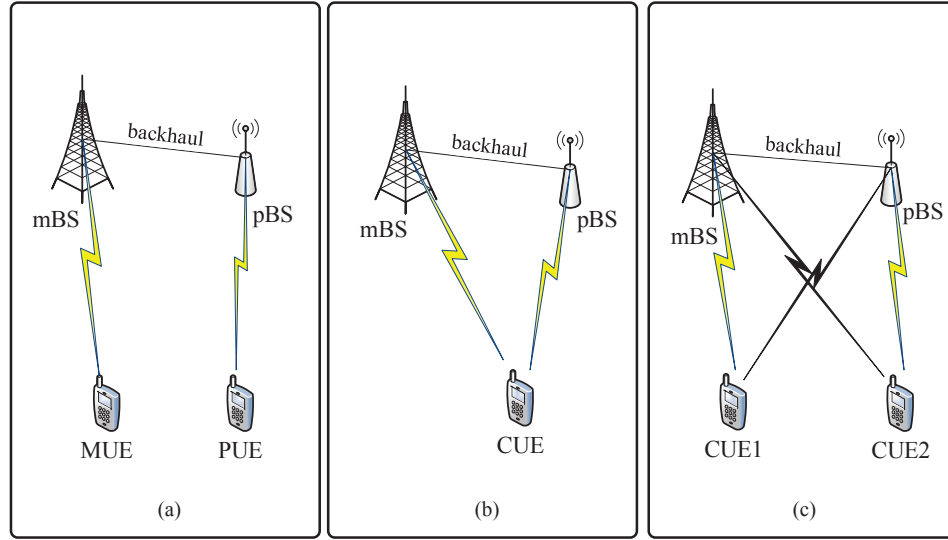 backhaul
mBS
pBS
MUE
PUE
(a)
backhaul
mBS
pBS
CUE
(b)
backhaul
mBS
pBS
CUE1
CUE2
(c)